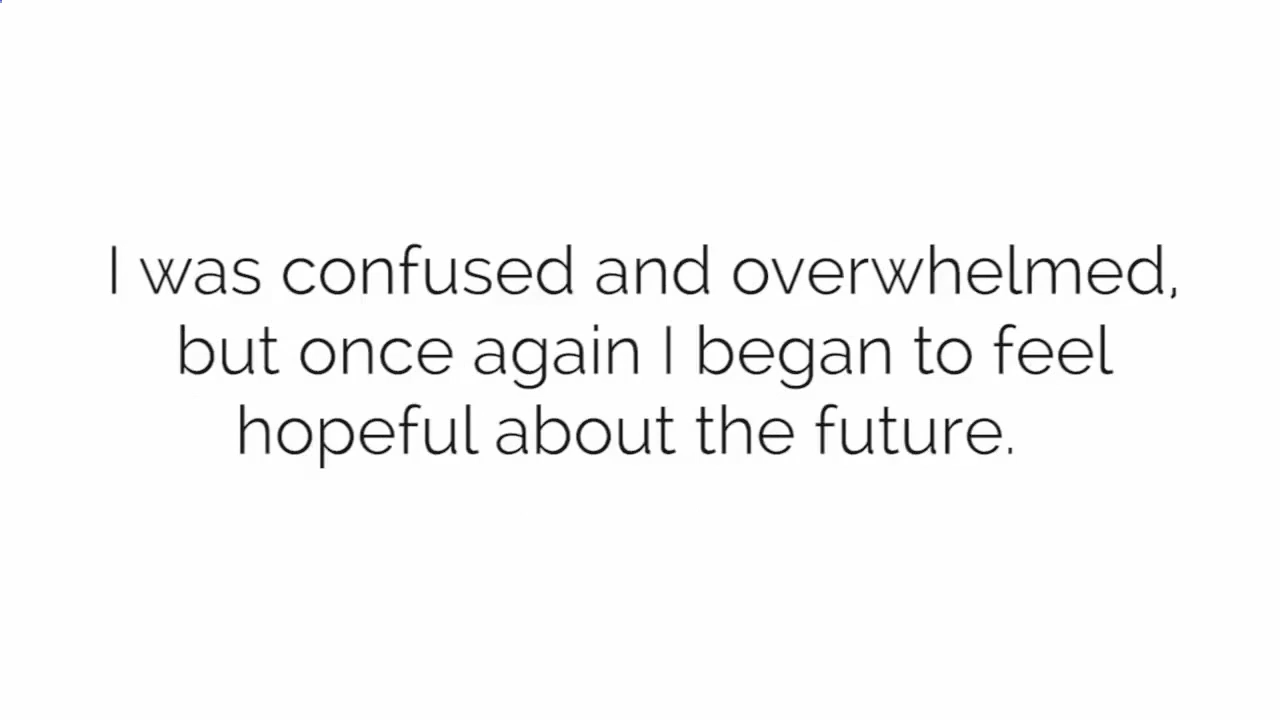 I was confused and overwhelmed,
but once again I began to feel
hopeful about the future.